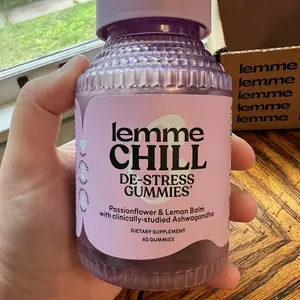 lemme
CHILL
DE-STRESS
GUMMIES*
Passionflower & Lemon Balm
with clinically-studied Ashwagandha
DIETARY SUPPLEMENT
60 GUMMIES
lemme
lemme
lemme
lemme
lemme